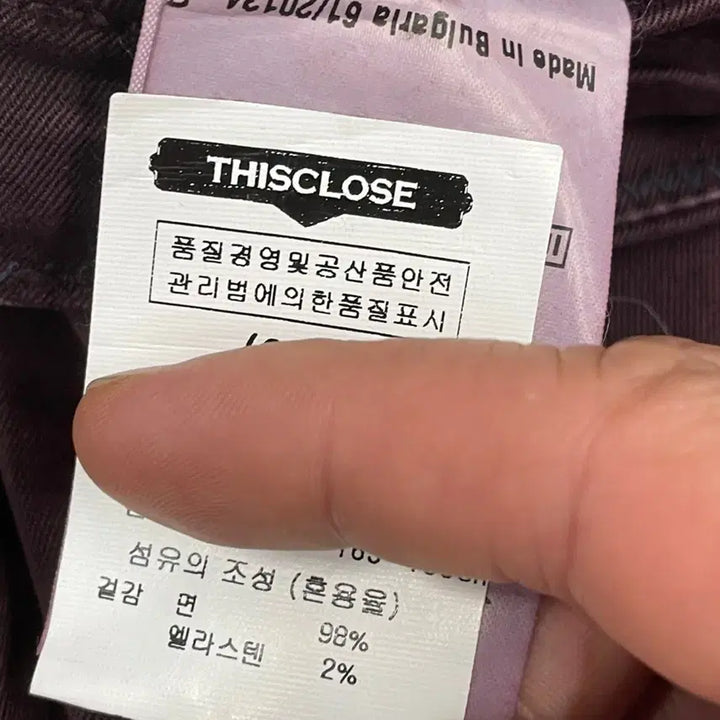 Made In Bulgaria 61/2013A
THISCLOSE
품질경영및공산품안전
관리법에의한품질표시
섬유의 조성 (혼용율)
겉감 면 98%
엘라스텐 2%